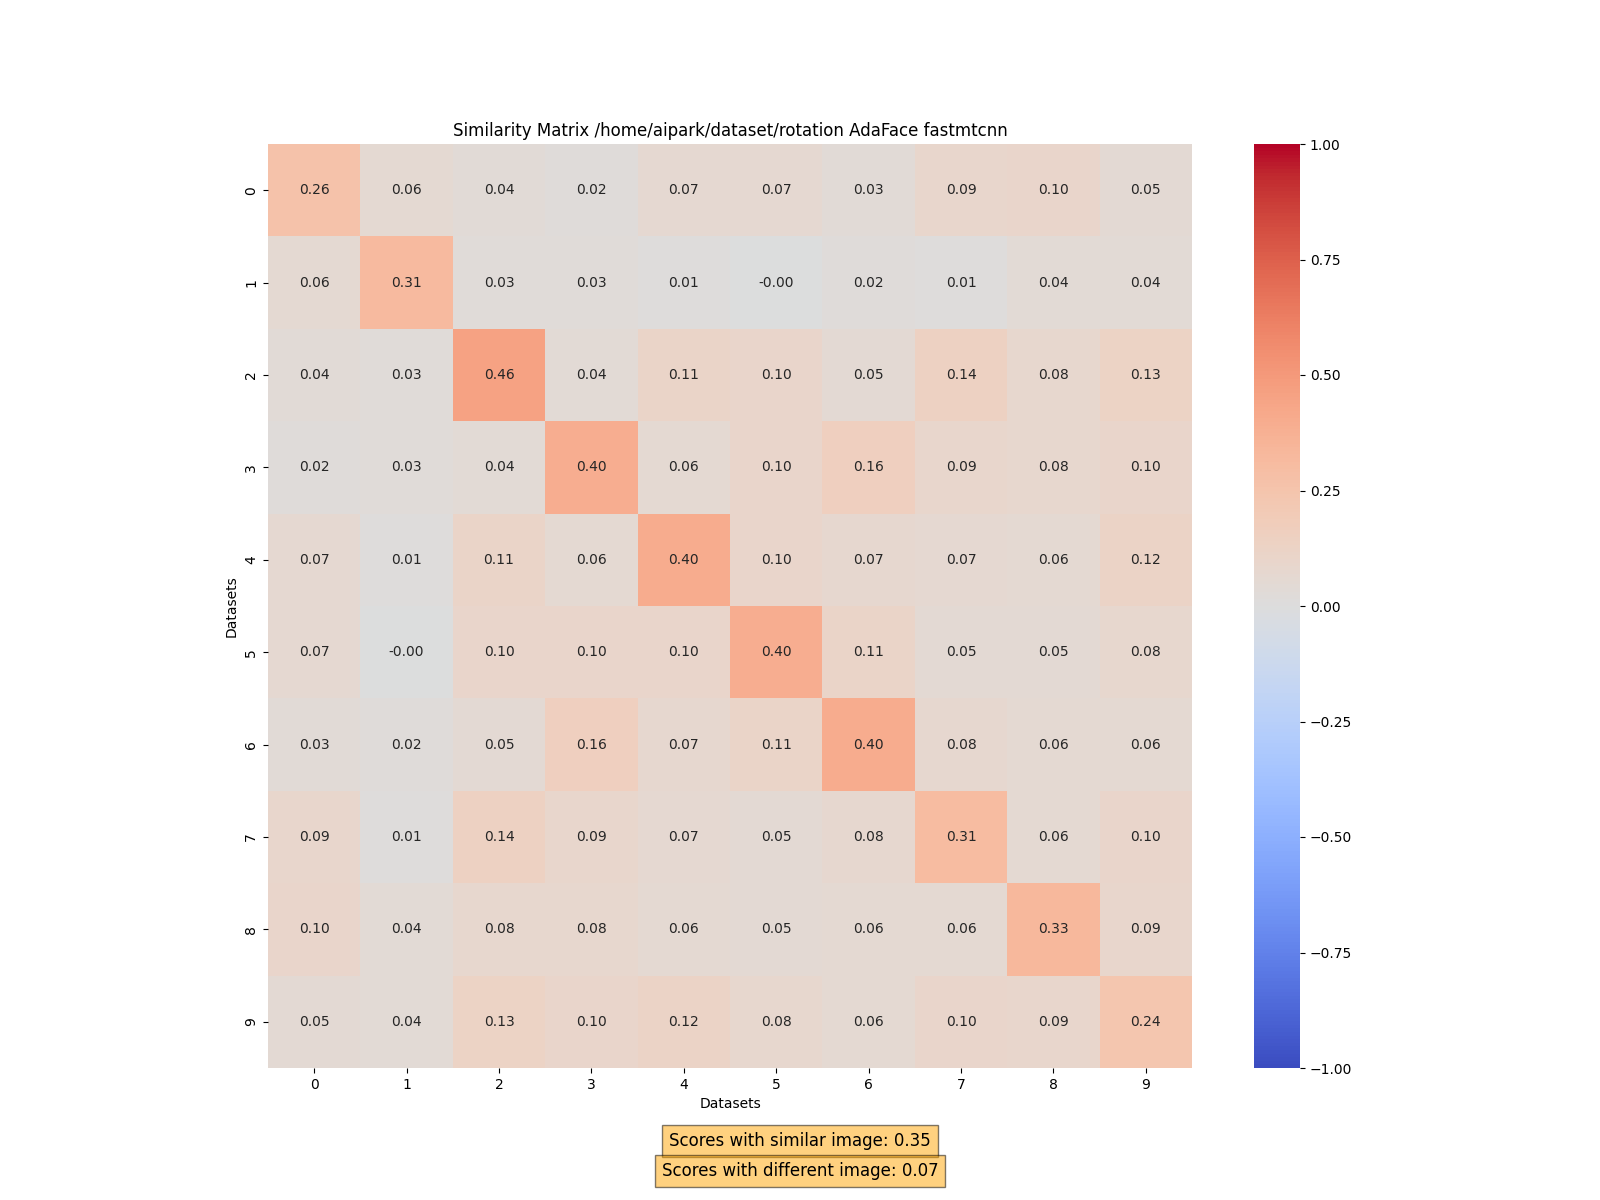 Similarity Matrix /home/aipark/dataset/rotation AdaFace fastmtcnn
0 0.26 0.06 0.04 0.02 0.07 0.07 0.03 0.09 0.10 0.05
1 0.06 0.31 0.03 0.03 0.01 -0.00 0.02 0.01 0.04 0.04
2 0.04 0.03 0.46 0.04 0.11 0.10 0.05 0.14 0.08 0.13
3 0.02 0.03 0.04 0.40 0.06 0.10 0.16 0.09 0.08 0.10
4 0.07 0.01 0.11 0.06 0.40 0.10 0.07 0.07 0.06 0.12
5 0.07 -0.00 0.10 0.10 0.10 0.40 0.11 0.05 0.05 0.08
6 0.03 0.02 0.05 0.16 0.07 0.11 0.40 0.08 0.06 0.06
7 0.09 0.01 0.14 0.09 0.07 0.05 0.08 0.31 0.06 0.10
8 0.10 0.04 0.08 0.08 0.06 0.05 0.06 0.06 0.33 0.09
9 0.05 0.04 0.13 0.10 0.12 0.08 0.06 0.10 0.09 0.24
0 1 2 3 4 5 6 7 8 9
Datasets
Datasets
1.00
0.75
0.50
0.25
0.00
−0.25
−0.50
−0.75
−1.00
Scores with similar image: 0.35
Scores with different image: 0.07